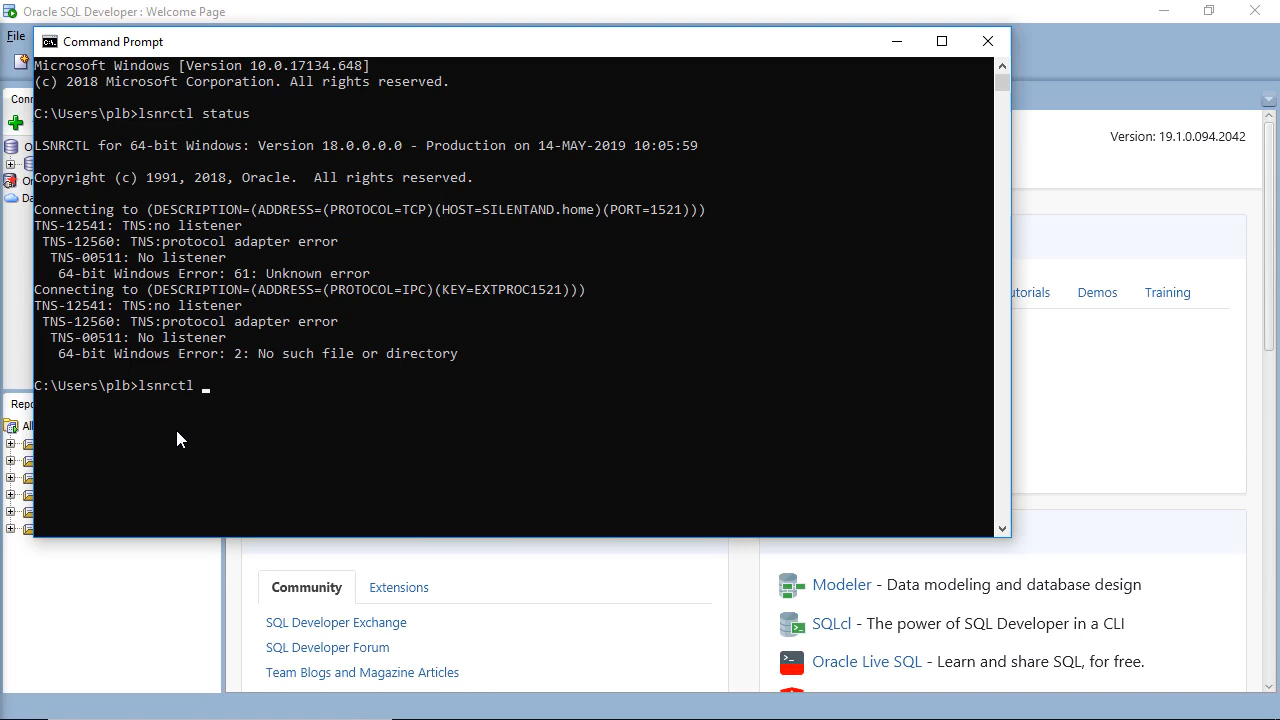 Oracle SQL Developer : Welcome Page
File
Command Prompt
Microsoft Windows [Version 10.0.17134.648]
(c) 2018 Microsoft Corporation. All rights reserved.
C:\Users\plb>lsnrctl status
LSNRCTL for 64-bit Windows: Version 18.0.0.0.0 - Production on 14-MAY-2019 10:05:59
Copyright (c) 1991, 2018, Oracle.  All rights reserved.
Connecting to (DESCRIPTION=(ADDRESS=(PROTOCOL=TCP)(HOST=SILENTAND.home)(PORT=1521)))
TNS-12541: TNS:no listener
TNS-12560: TNS:protocol adapter error
TNS-00511: No listener
64-bit Windows Error: 61: Unknown error
Connecting to (DESCRIPTION=(ADDRESS=(PROTOCOL=IPC)(KEY=EXTPROC1521)))
TNS-12541: TNS:no listener
TNS-12560: TNS:protocol adapter error
TNS-00511: No listener
64-bit Windows Error: 2: No such file or directory
C:\Users\plb>lsnrctl _
Conn
O
Or
Da
Repo
All
Version: 19.1.0.094.2042
utorials
Demos
Training
Community
Extensions
SQL Developer Exchange
SQL Developer Forum
Team Blogs and Magazine Articles
Modeler - Data modeling and database design
SQLcl - The power of SQL Developer in a CLI
Oracle Live SQL - Learn and share SQL, for free.